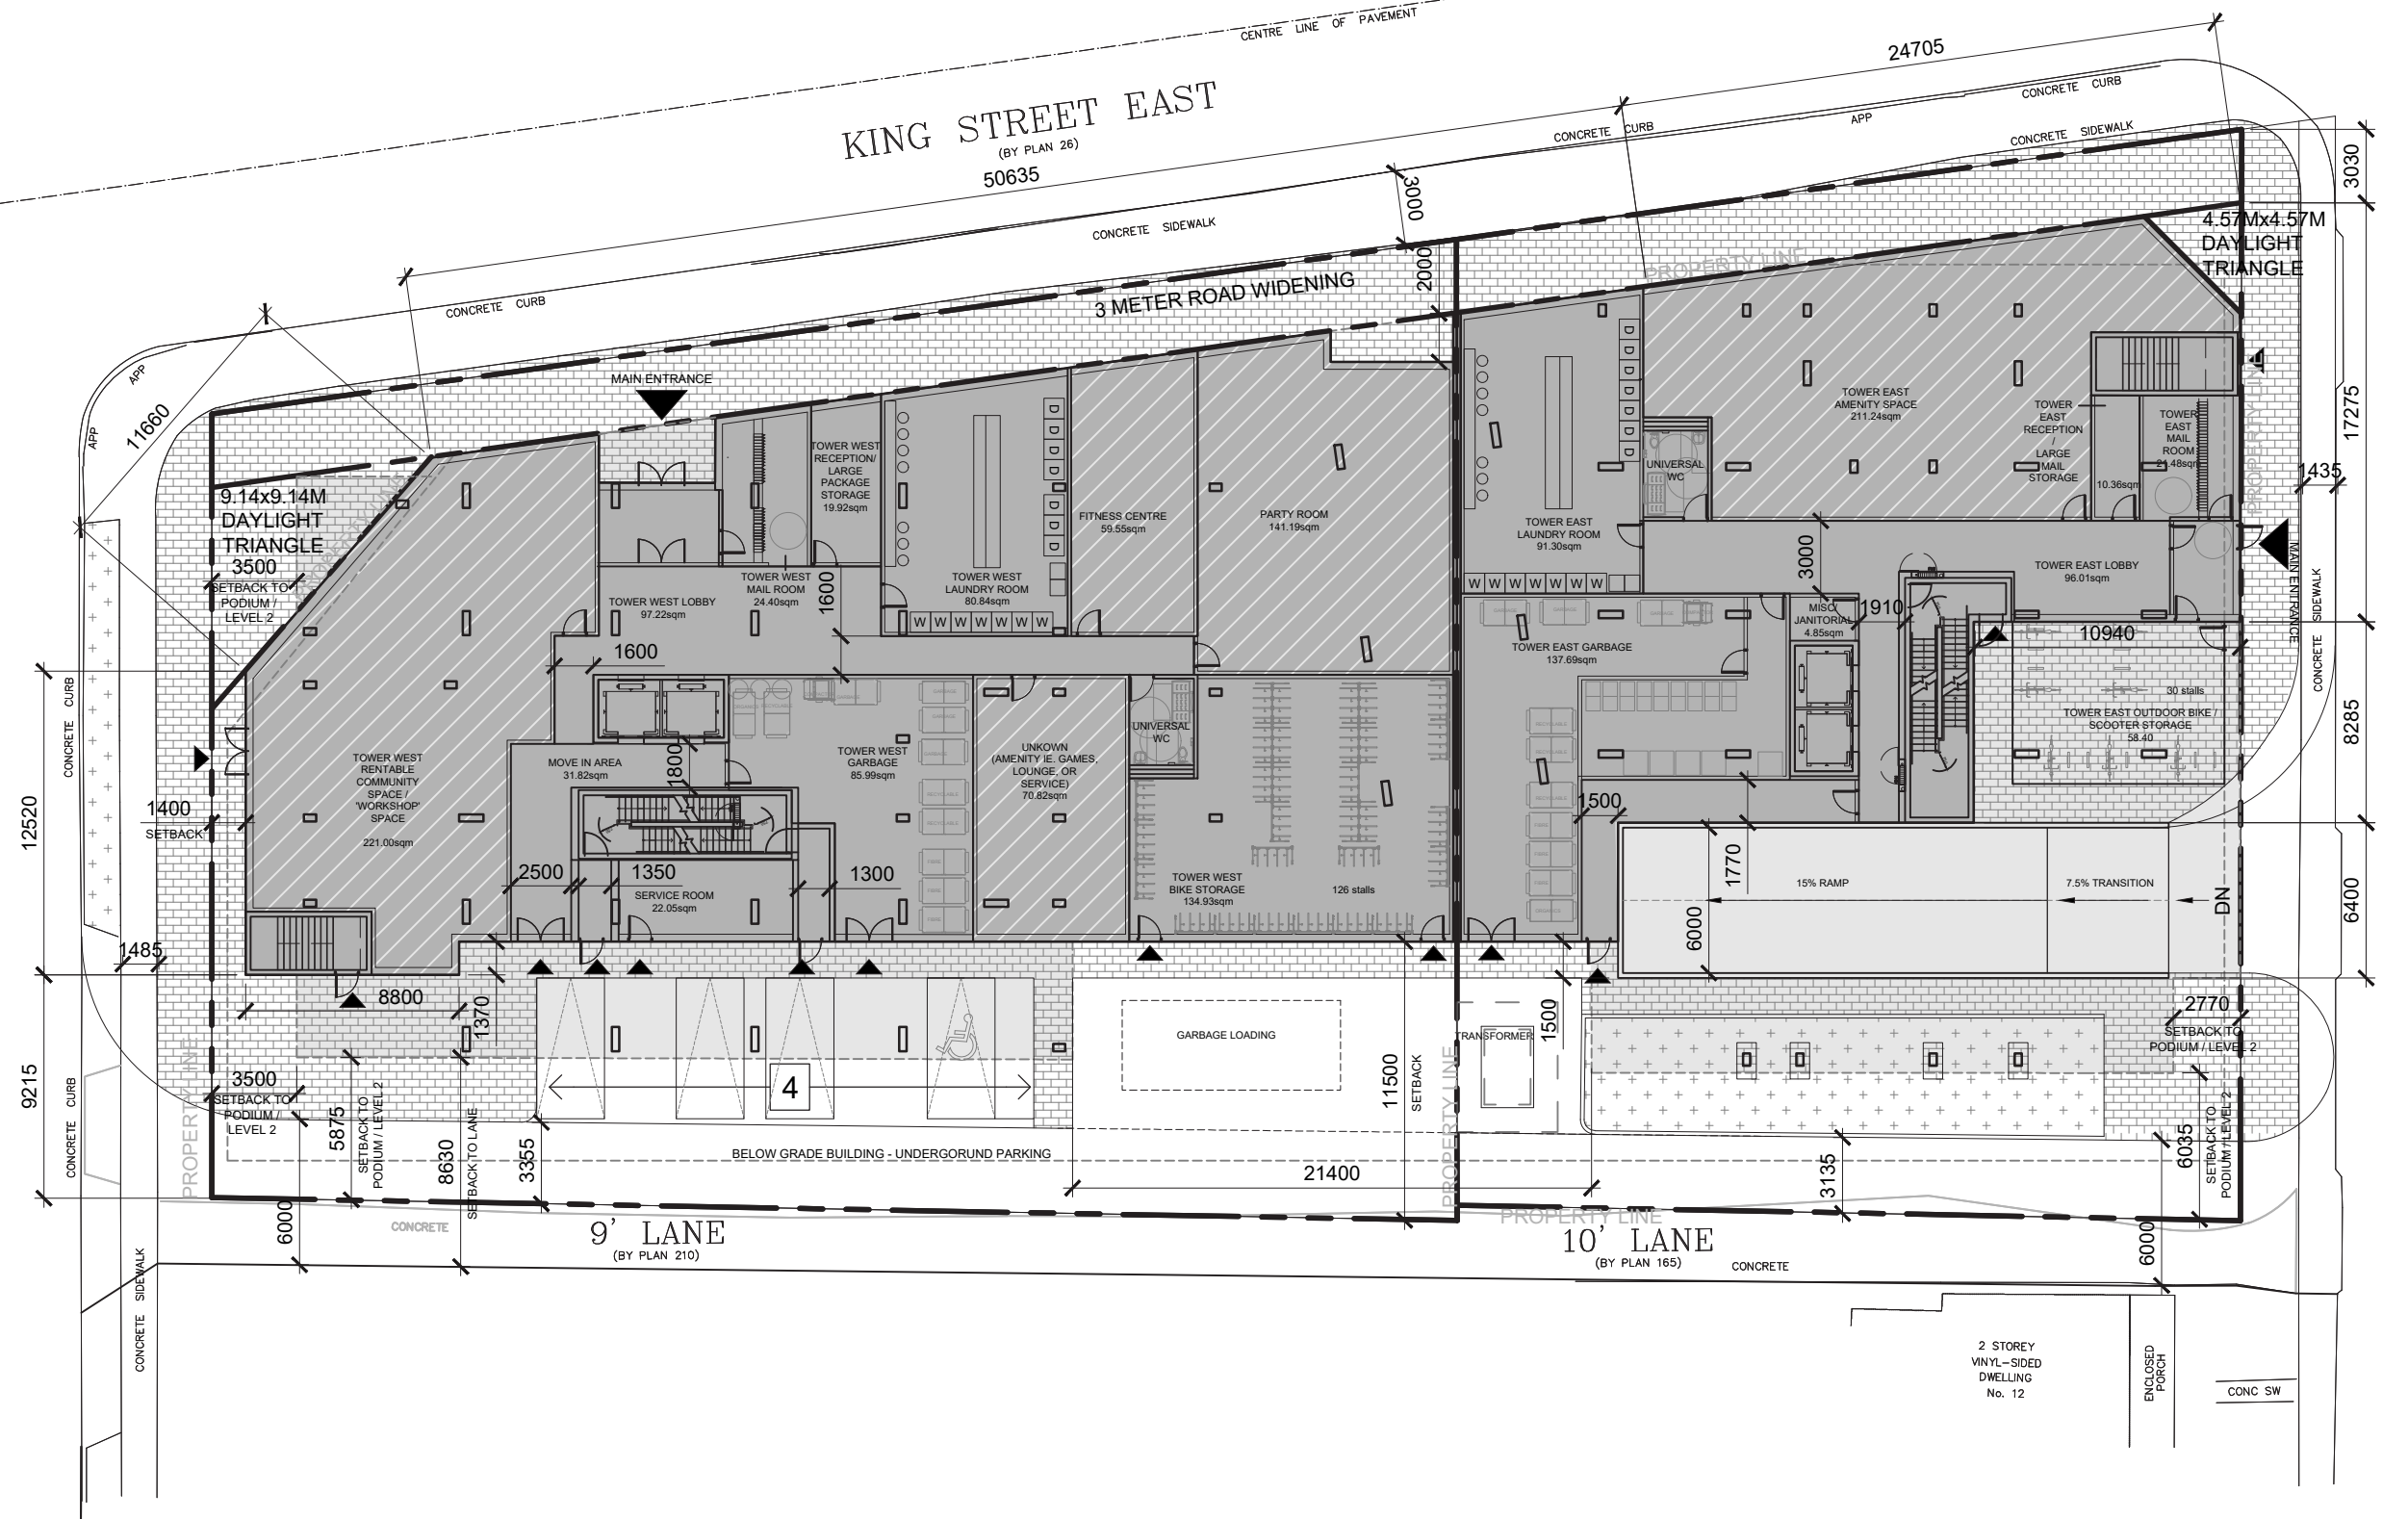 CENTRE LINE OF PAVEMENT
24705
KING STREET EAST
(BY PLAN 26)
50635
CONCRETE CURB
APP
CONCRETE CURB
CONCRETE SIDEWALK
3030
3000
CONCRETE SIDEWALK
2000
3 METER ROAD WIDENING
PROPERTY LINE
4.57Mx4.57M
DAYLIGHT
TRIANGLE
CONCRETE CURB
APP
APP
11660
MAIN ENTRANCE
9.14x9.14M
DAYLIGHT
TRIANGLE
3500
SETBACK TO
PODIUM /
LEVEL 2
TOWER WEST
RECEPTION/
LARGE
PACKAGE
STORAGE
19.92sqm
TOWER WEST
MAIL ROOM
24.40sqm
1600
TOWER WEST LOBBY
97.22sqm
1600
TOWER WEST
LAUNDRY ROOM
80.84sqm
D
D
D
D
D
D
W W W W W W W
FITNESS CENTRE
59.55sqm
PARTY ROOM
141.19sqm
D
D
D
D
D
D
D
TOWER EAST
LAUNDRY ROOM
91.30sqm
W W W W W W W
UNIVERSAL
WC
TOWER EAST
AMENITY SPACE
211.24sqm
TOWER
EAST
RECEPTION
/
LARGE
MAIL
STORAGE
10.36sqm
TOWER
EAST
MAIL
ROOM
21.48sqm
PROPERTY LINE
17275
1435
MAIN ENTRANCE
CONCRETE SIDEWALK
3000
TOWER EAST LOBBY
96.01sqm
MISC/
JANITORIAL
4.85sqm
1910
10940
TOWER EAST GARBAGE
137.69sqm
30 stalls
TOWER EAST OUTDOOR BIKE /
SCOOTER STORAGE
58.40
8285
CONCRETE CURB
12520
1400
SETBACK
TOWER WEST
RENTABLE
COMMUNITY
SPACE /
'WORKSHOP'
SPACE
221.00sqm
MOVE IN AREA
31.82sqm
1800
TOWER WEST
GARBAGE
85.99sqm
UNKOWN
(AMENITY IE. GAMES,
LOUNGE, OR
SERVICE)
70.82sqm
UNIVERSAL
WC
TOWER WEST
BIKE STORAGE
134.93sqm
126 stalls
2500
1350
1300
SERVICE ROOM
22.05sqm
1500
1770
6000
15% RAMP
7.5% TRANSITION
DN
6400
1485
8800
1370
4
GARBAGE LOADING
TRANSFORMER
1500
11500
SETBACK
PROPERTY LINE
2770
SETBACK TO
PODIUM / LEVEL 2
9215
CONCRETE CURB
PROPERTY LINE
3500
SETBACK TO
PODIUM /
LEVEL 2
5875
SETBACK TO
PODIUM / LEVEL 2
8630
SETBACK TO LANE
3355
BELOW GRADE BUILDING - UNDERGORUND PARKING
21400
3135
6035
SETBACK TO
PODIUM / LEVEL 2
6000
CONCRETE
9' LANE
(BY PLAN 210)
PROPERTY LINE
10' LANE
(BY PLAN 165)
CONCRETE
6000
CONCRETE SIDEWALK
2 STOREY
VINYL-SIDED
DWELLING
No. 12
ENCLOSED
PORCH
CONC SW